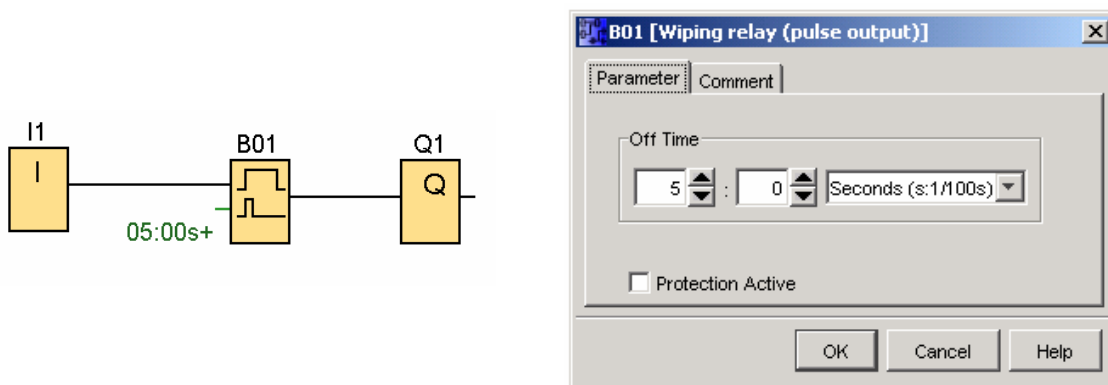 I1
I
B01
05:00s+
Q1
Q
B01 [Wiping relay (pulse output)]
Parameter
Comment
Off Time
5 : 0 Seconds (s:1/100s)
Protection Active
OK Cancel Help